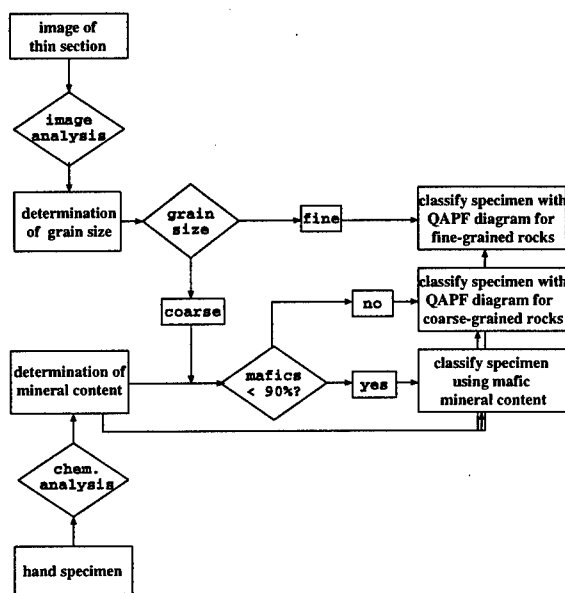 image of
thin section
image
analysis
determination
of grain size
grain
size
fine
classify specimen with
QAPF diagram for
fine-grained rocks
coarse
no
classify specimen with
QAPF diagram for
coarse-grained rocks
determination of
mineral content
mafics
< 90%?
yes
classify specimen
using mafic
mineral content
chem.
analysis
hand specimen